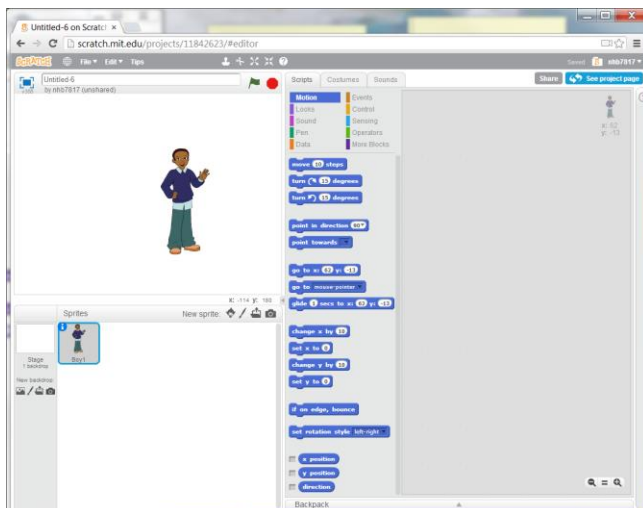 Untitled-6 on Scratch
scratch.mit.edu/projects/11842623/#editor
SCRATCH File Edit Tips
Saved nhb7817
Untitled-6
by nhb7817 (unshared)
Scripts Costumes Sounds
Share See project page
Motion Events
Looks Control
Sound Sensing
Pen Operators
Data More Blocks
x: 62
y: -13
move 10 steps
turn 15 degrees
turn 15 degrees
point in direction 90
point towards
go to x: 62 y: -13
go to mouse-pointer
glide 1 secs to x: 62 y: -13
change x by 10
set x to 0
change y by 10
set y to 0
if on edge, bounce
set rotation style left-right
x position
y position
direction
X: -114 Y: 180
Sprites New sprite:
Stage
1 backdrop
Boy1
New backdrop
Backpack